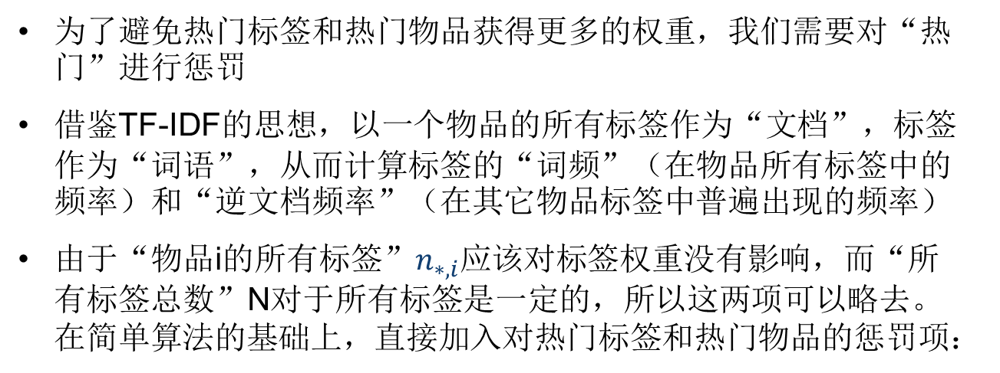 • 为了避免热门标签和热门物品获得更多的权重，我们需要对“热
门”进行惩罚
• 借鉴TF-IDF的思想，以一个物品的所有标签作为“文档”，标签
作为“词语”，从而计算标签的“词频”（在物品所有标签中的
频率）和“逆文档频率”（在其它物品标签中普遍出现的频率）
• 由于“物品i的所有标签”n*,i应该对标签权重没有影响，而“所
有标签总数”N对于所有标签是一定的，所以这两项可以略去。
在简单算法的基础上，直接加入对热门标签和热门物品的惩罚项：